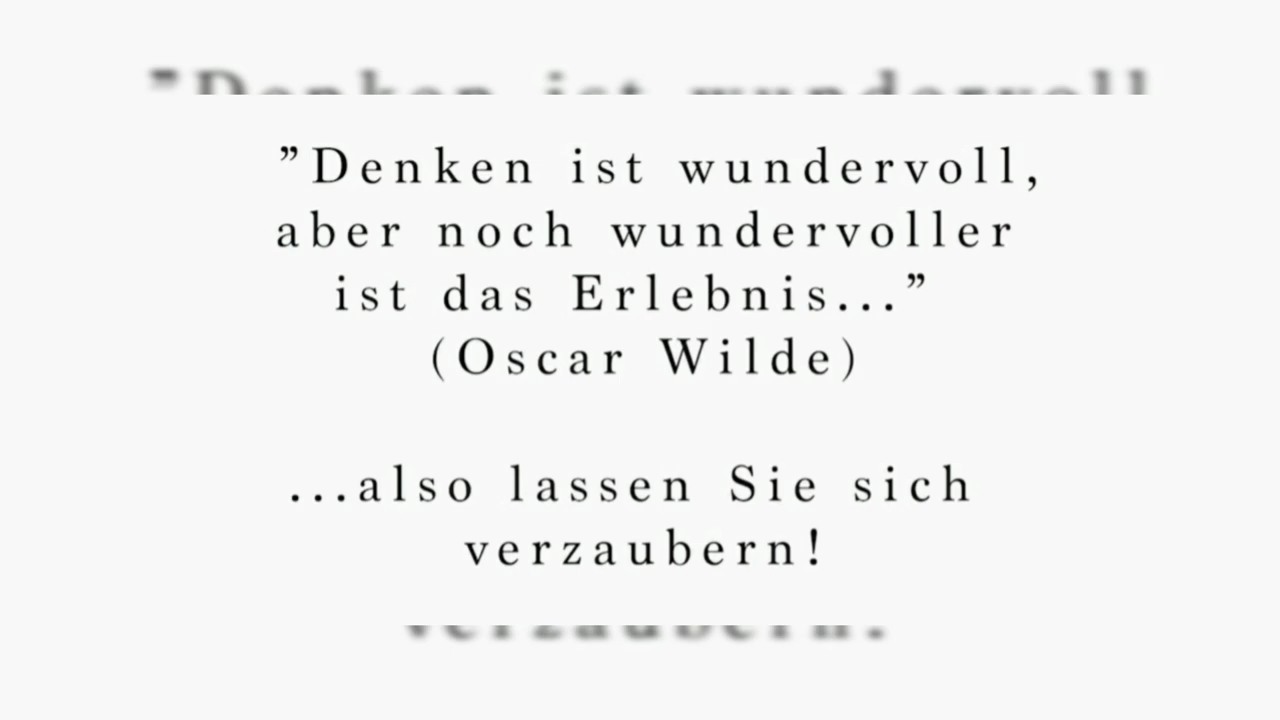 ”Denken ist wundervoll,
aber noch wundervoller
ist das Erlebnis...”
(Oscar Wilde)
...also lassen Sie sich
verzaubern!